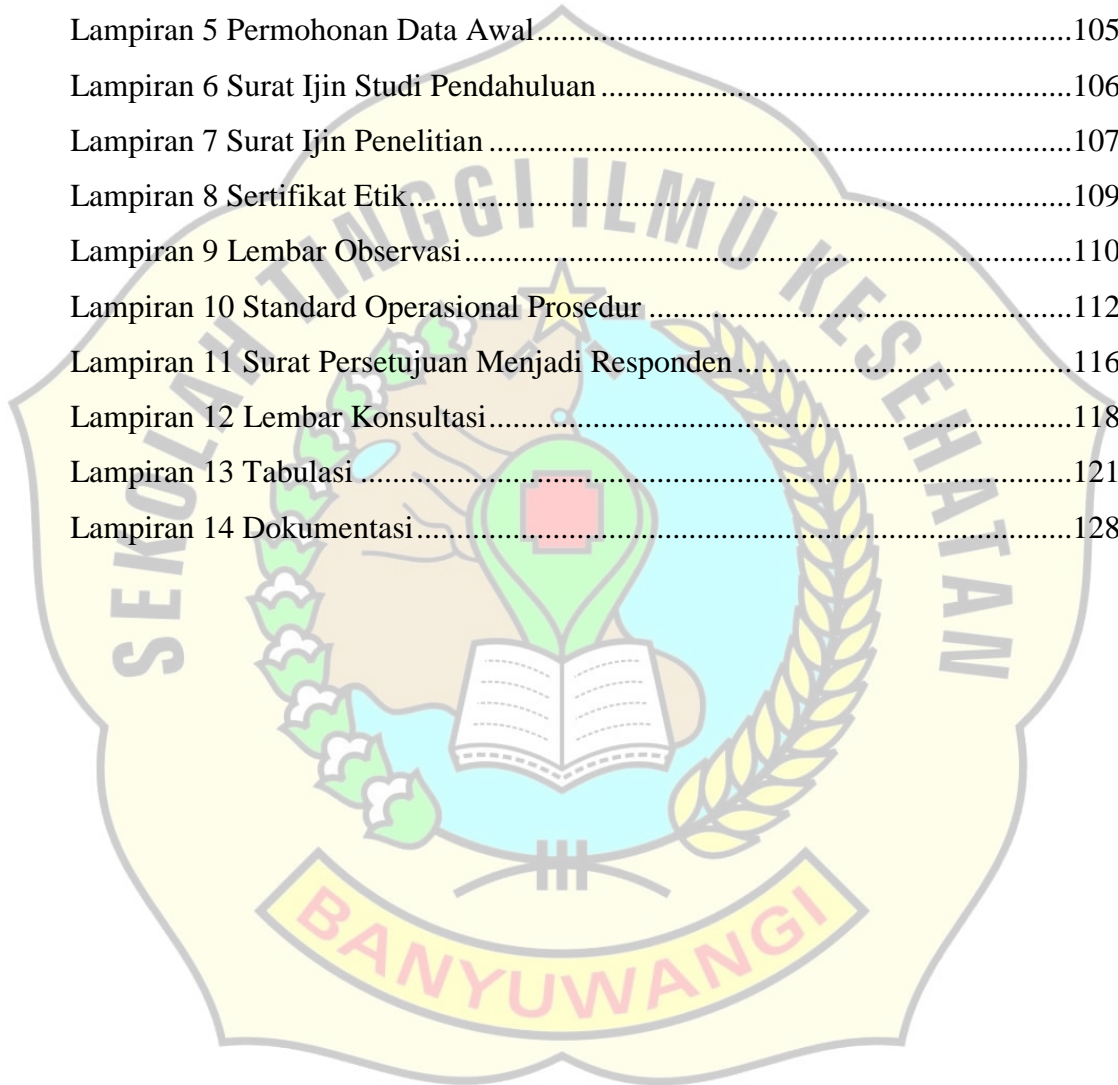 Lampiran 5 Permohonan Data Awal....................................................................................105
Lampiran 6 Surat Ijin Studi Pendahuluan...........................................................................106
Lampiran 7 Surat Ijin Penelitian.........................................................................................107
Lampiran 8 Sertifikat Etik...................................................................................................109
Lampiran 9 Lembar Observasi............................................................................................110
Lampiran 10 Standard Operasional Prosedur.....................................................................112
Lampiran 11 Surat Persetujuan Menjadi Responden..........................................................116
Lampiran 12 Lembar Konsultasi.........................................................................................118
Lampiran 13 Tabulasi.........................................................................................................121
Lampiran 14 Dokumentasi..................................................................................................128
SEKOLAH TINGGI ILMU KESEHATAN
BANYUWANGI